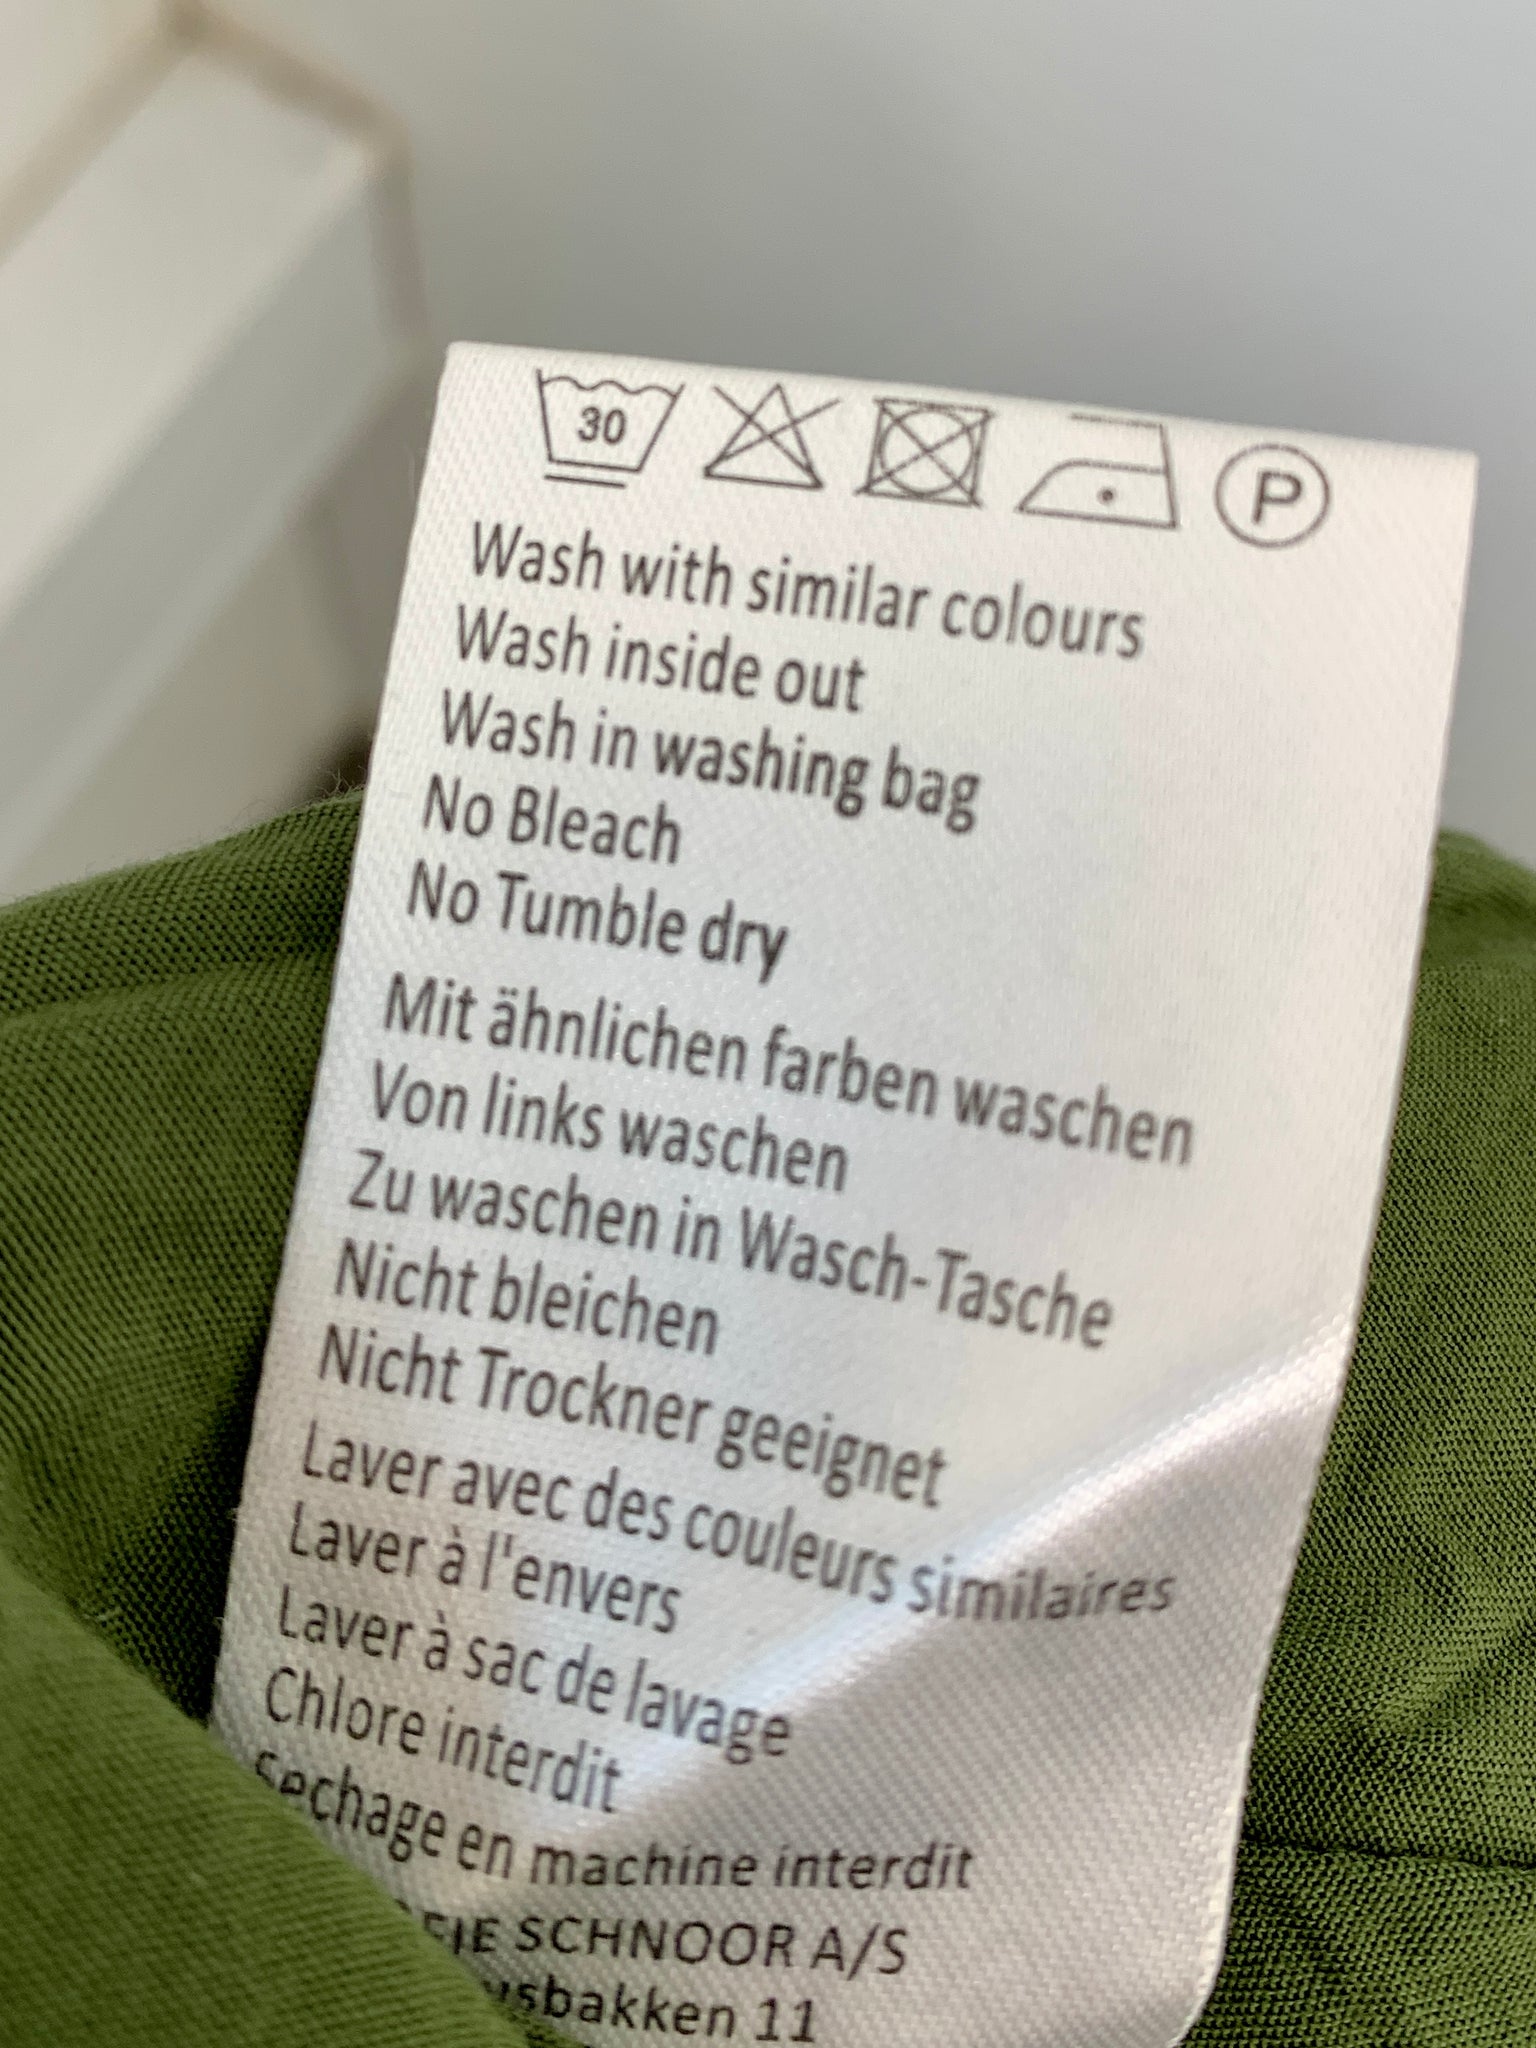 30 P
Wash with similar colours
Wash inside out
Wash in washing bag
No Bleach
No Tumble dry
Mit ähnlichen farben waschen
Von links waschen
Zu waschen in Wasch-Tasche
Nicht bleichen
Nicht Trockner geeignet
Laver avec des couleurs similaires
Laver à l'envers
Laver à sac de lavage
Chlore interdit
Sechage en machine interdit
SCHNOOR A/S
11